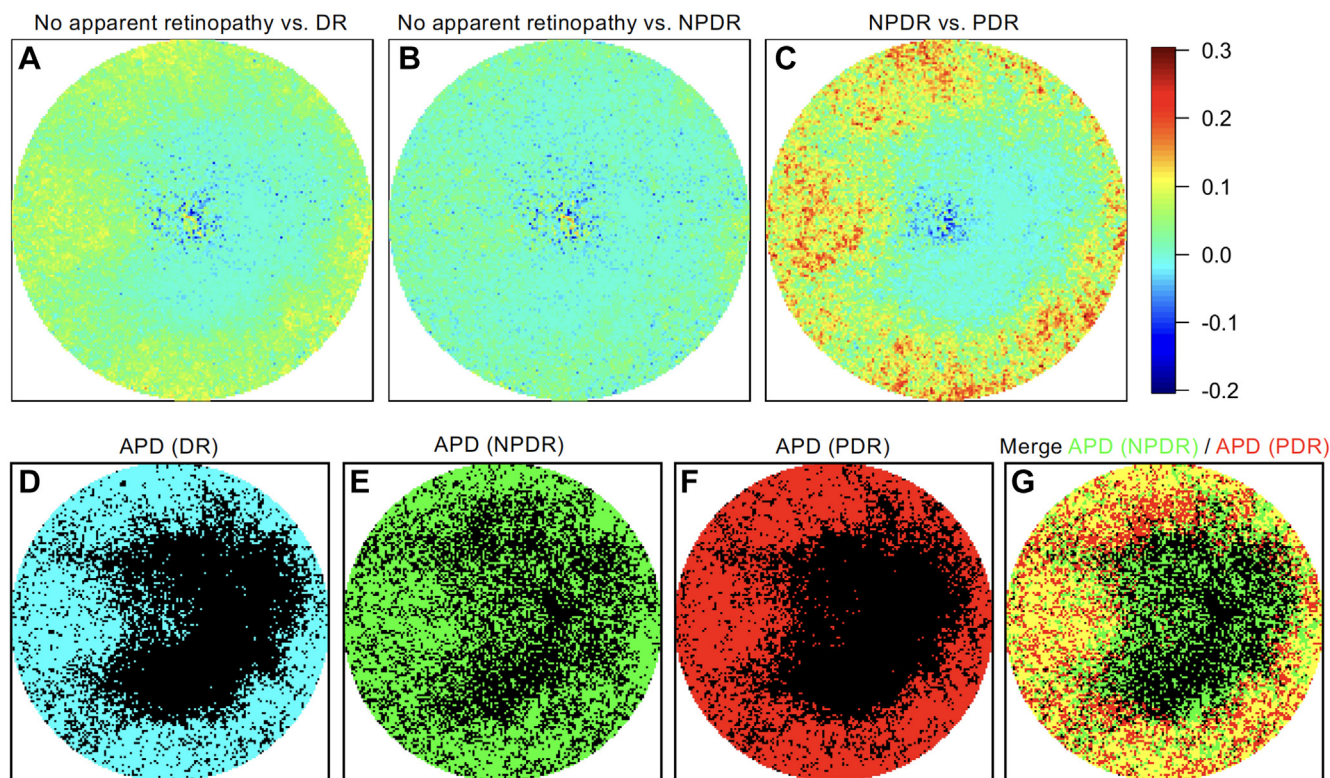 No apparent retinopathy vs. DR
No apparent retinopathy vs. NPDR
NPDR vs. PDR
A
B
C
0.3
0.2
0.1
0.0
-0.1
-0.2
APD (DR)
APD (NPDR)
APD (PDR)
Merge APD (NPDR) / APD (PDR)
D
E
F
G